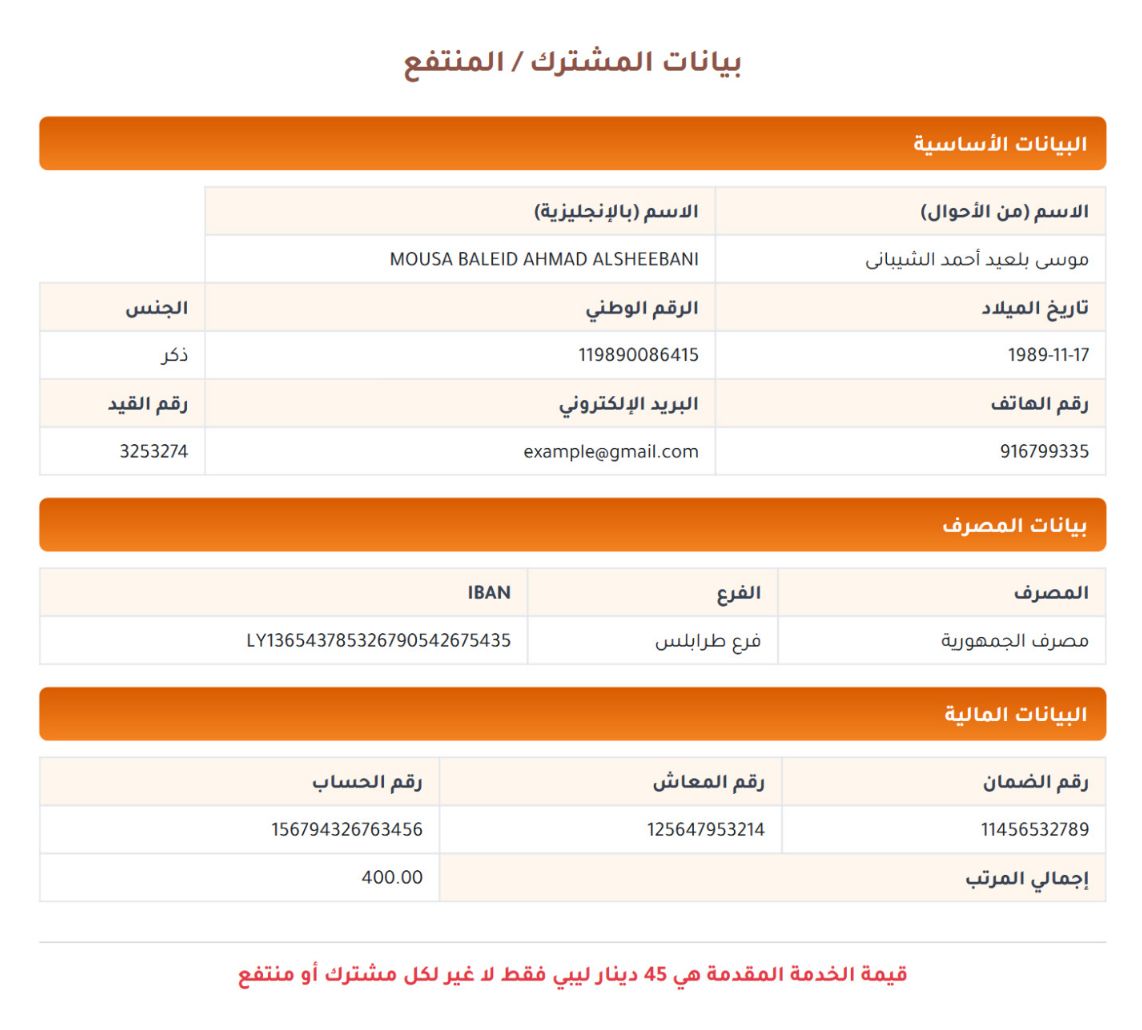 بيانات المشترك / المنتفع
البيانات الأساسية
الاسم (من الأحوال) الاسم (بالإنجليزية)
موسى بلعيد أحمد الشيبانى MOUSA BALEID AHMAD ALSHEEBANI
تاريخ الميلاد الرقم الوطني الجنس
1989-11-17 119890086415 ذكر
رقم الهاتف البريد الإلكتروني رقم القيد
916799335 example@gmail.com 3253274
بيانات المصرف
المصرف الفرع IBAN
مصرف الجمهورية فرع طرابلس LY136543785326790542675435
البيانات المالية
رقم الضمان رقم المعاش رقم الحساب
11456532789 125647953214 156794326763456
إجمالي المرتب 400.00
قيمة الخدمة المقدمة هي 45 دينار ليبي فقط لا غير لكل مشترك أو منتفع